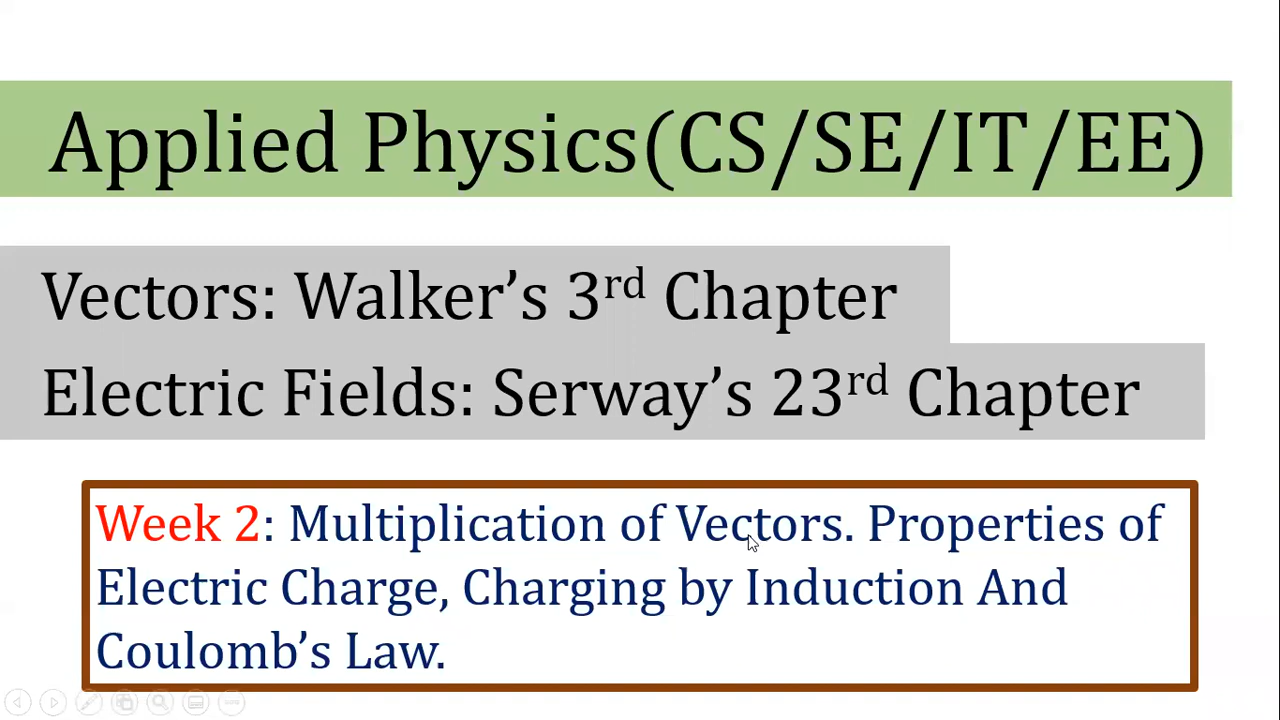 Applied Physics(CS/SE/IT/EE)
Vectors: Walker’s 3rd Chapter
Electric Fields: Serway’s 23rd Chapter
Week 2: Multiplication of Vectors. Properties of
Electric Charge, Charging by Induction And
Coulomb’s Law.